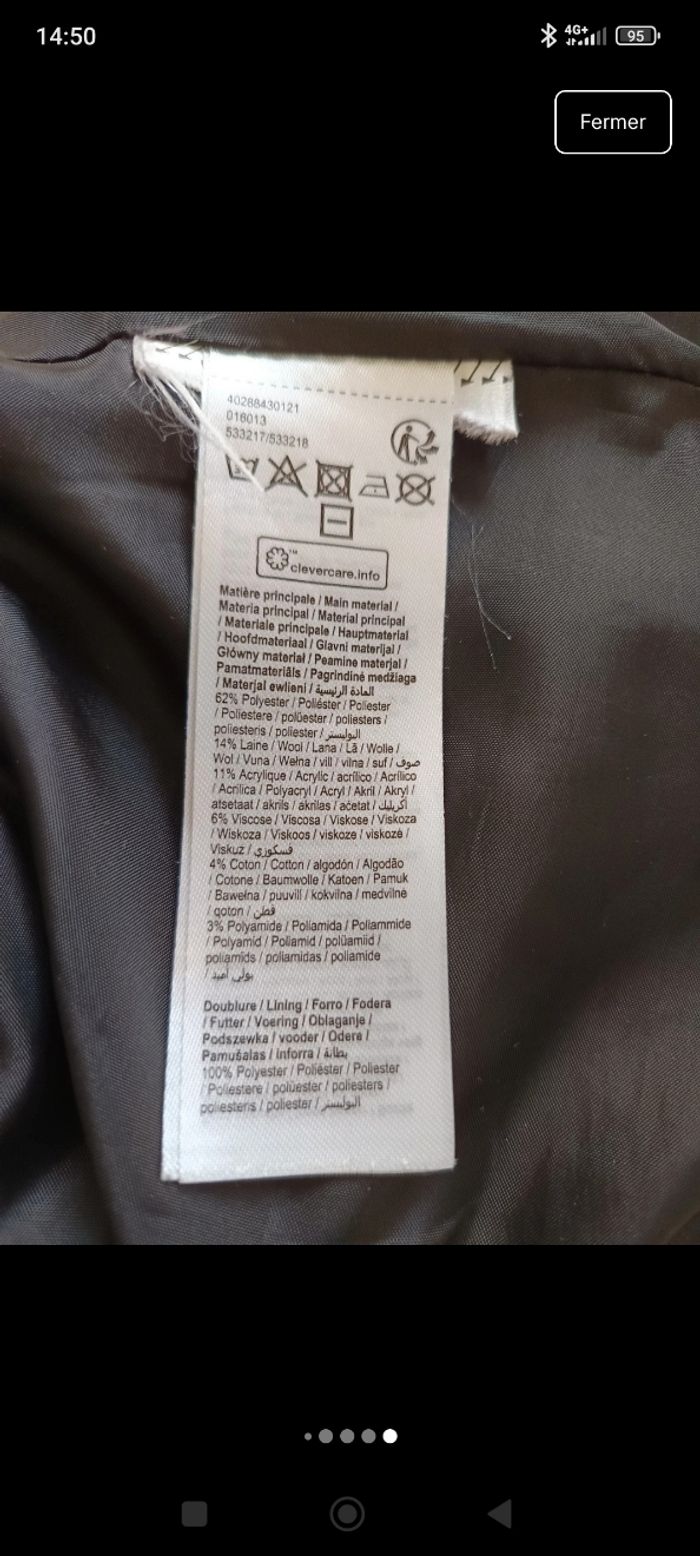 14:50
4G+
95
Fermer
40288430121
016013
533217/533218
clevercare.info
Matière principale / Main material /
Materia principal / Material principal
/ Materiale principale / Hauptmaterial
/ Hoofdmateriaal / Glavni materijal /
Główny materiał / Peamine materjal /
Pamatmateriāls / Pagrindinė medžiaga
/ Materjal ewlieni / المادة الرئيسية
62% Polyester / Poliéster / Poliester
/ Poliestere / polüester / poliesters /
poliesteris / poliester / البوليستر
14% Laine / Wool / Lana / Lã / Wolle /
Wol / Vuna / Wełna / vill / vilna / suf / صوف
11% Acrylique / Acrylic / acrílico / Acrílico
/ Acrilica / Polyacryl / Acryl / Akril / Akryl /
atsetaat / akrils / akrilas / aċetat / أكريليك
6% Viscose / Viscosa / Viskose / Viskoza
/ Wiskoza / Viskoos / viskoze / viskozė /
Viskuz / فسكوزي
4% Coton / Cotton / algodón / Algodão
/ Cotone / Baumwolle / Katoen / Pamuk
/ Bawełna / puuvill / kokvilna / medvilnė
/ qoton / قطن
3% Polyamide / Poliamida / Poliammide
/ Polyamid / Poliamid / polüamiid /
poliamīds / poliamidas / poliamide
/ بولي أميد
Doublure / Lining / Forro / Fodera
/ Futter / Voering / Oblaganje /
Podszewka / vooder / Odere /
Pamušalas / Inforra / بطانة
100% Polyester / Poliéster / Poliester
/ Poliestere / polüester / poliesters /
poliesteris / poliester / البوليستر